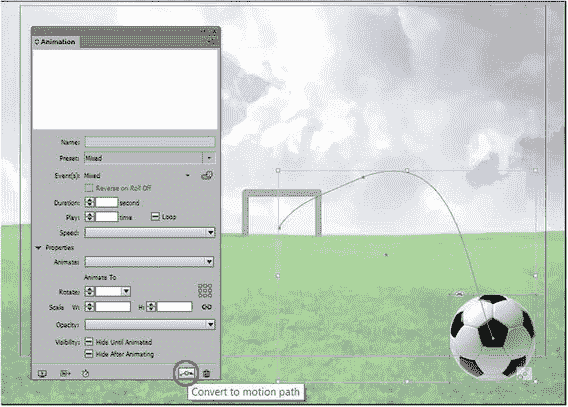 Animation
Name:
Preset: Mixed
Event(s): Mixed
Reverse on Roll Off
Duration: second
Play: time Loop
Speed:
Properties
Animate:
Animate To
Rotate:
Scale W: H:
Opacity:
Visibility: Hide Until Animated
Hide After Animating
Convert to motion path